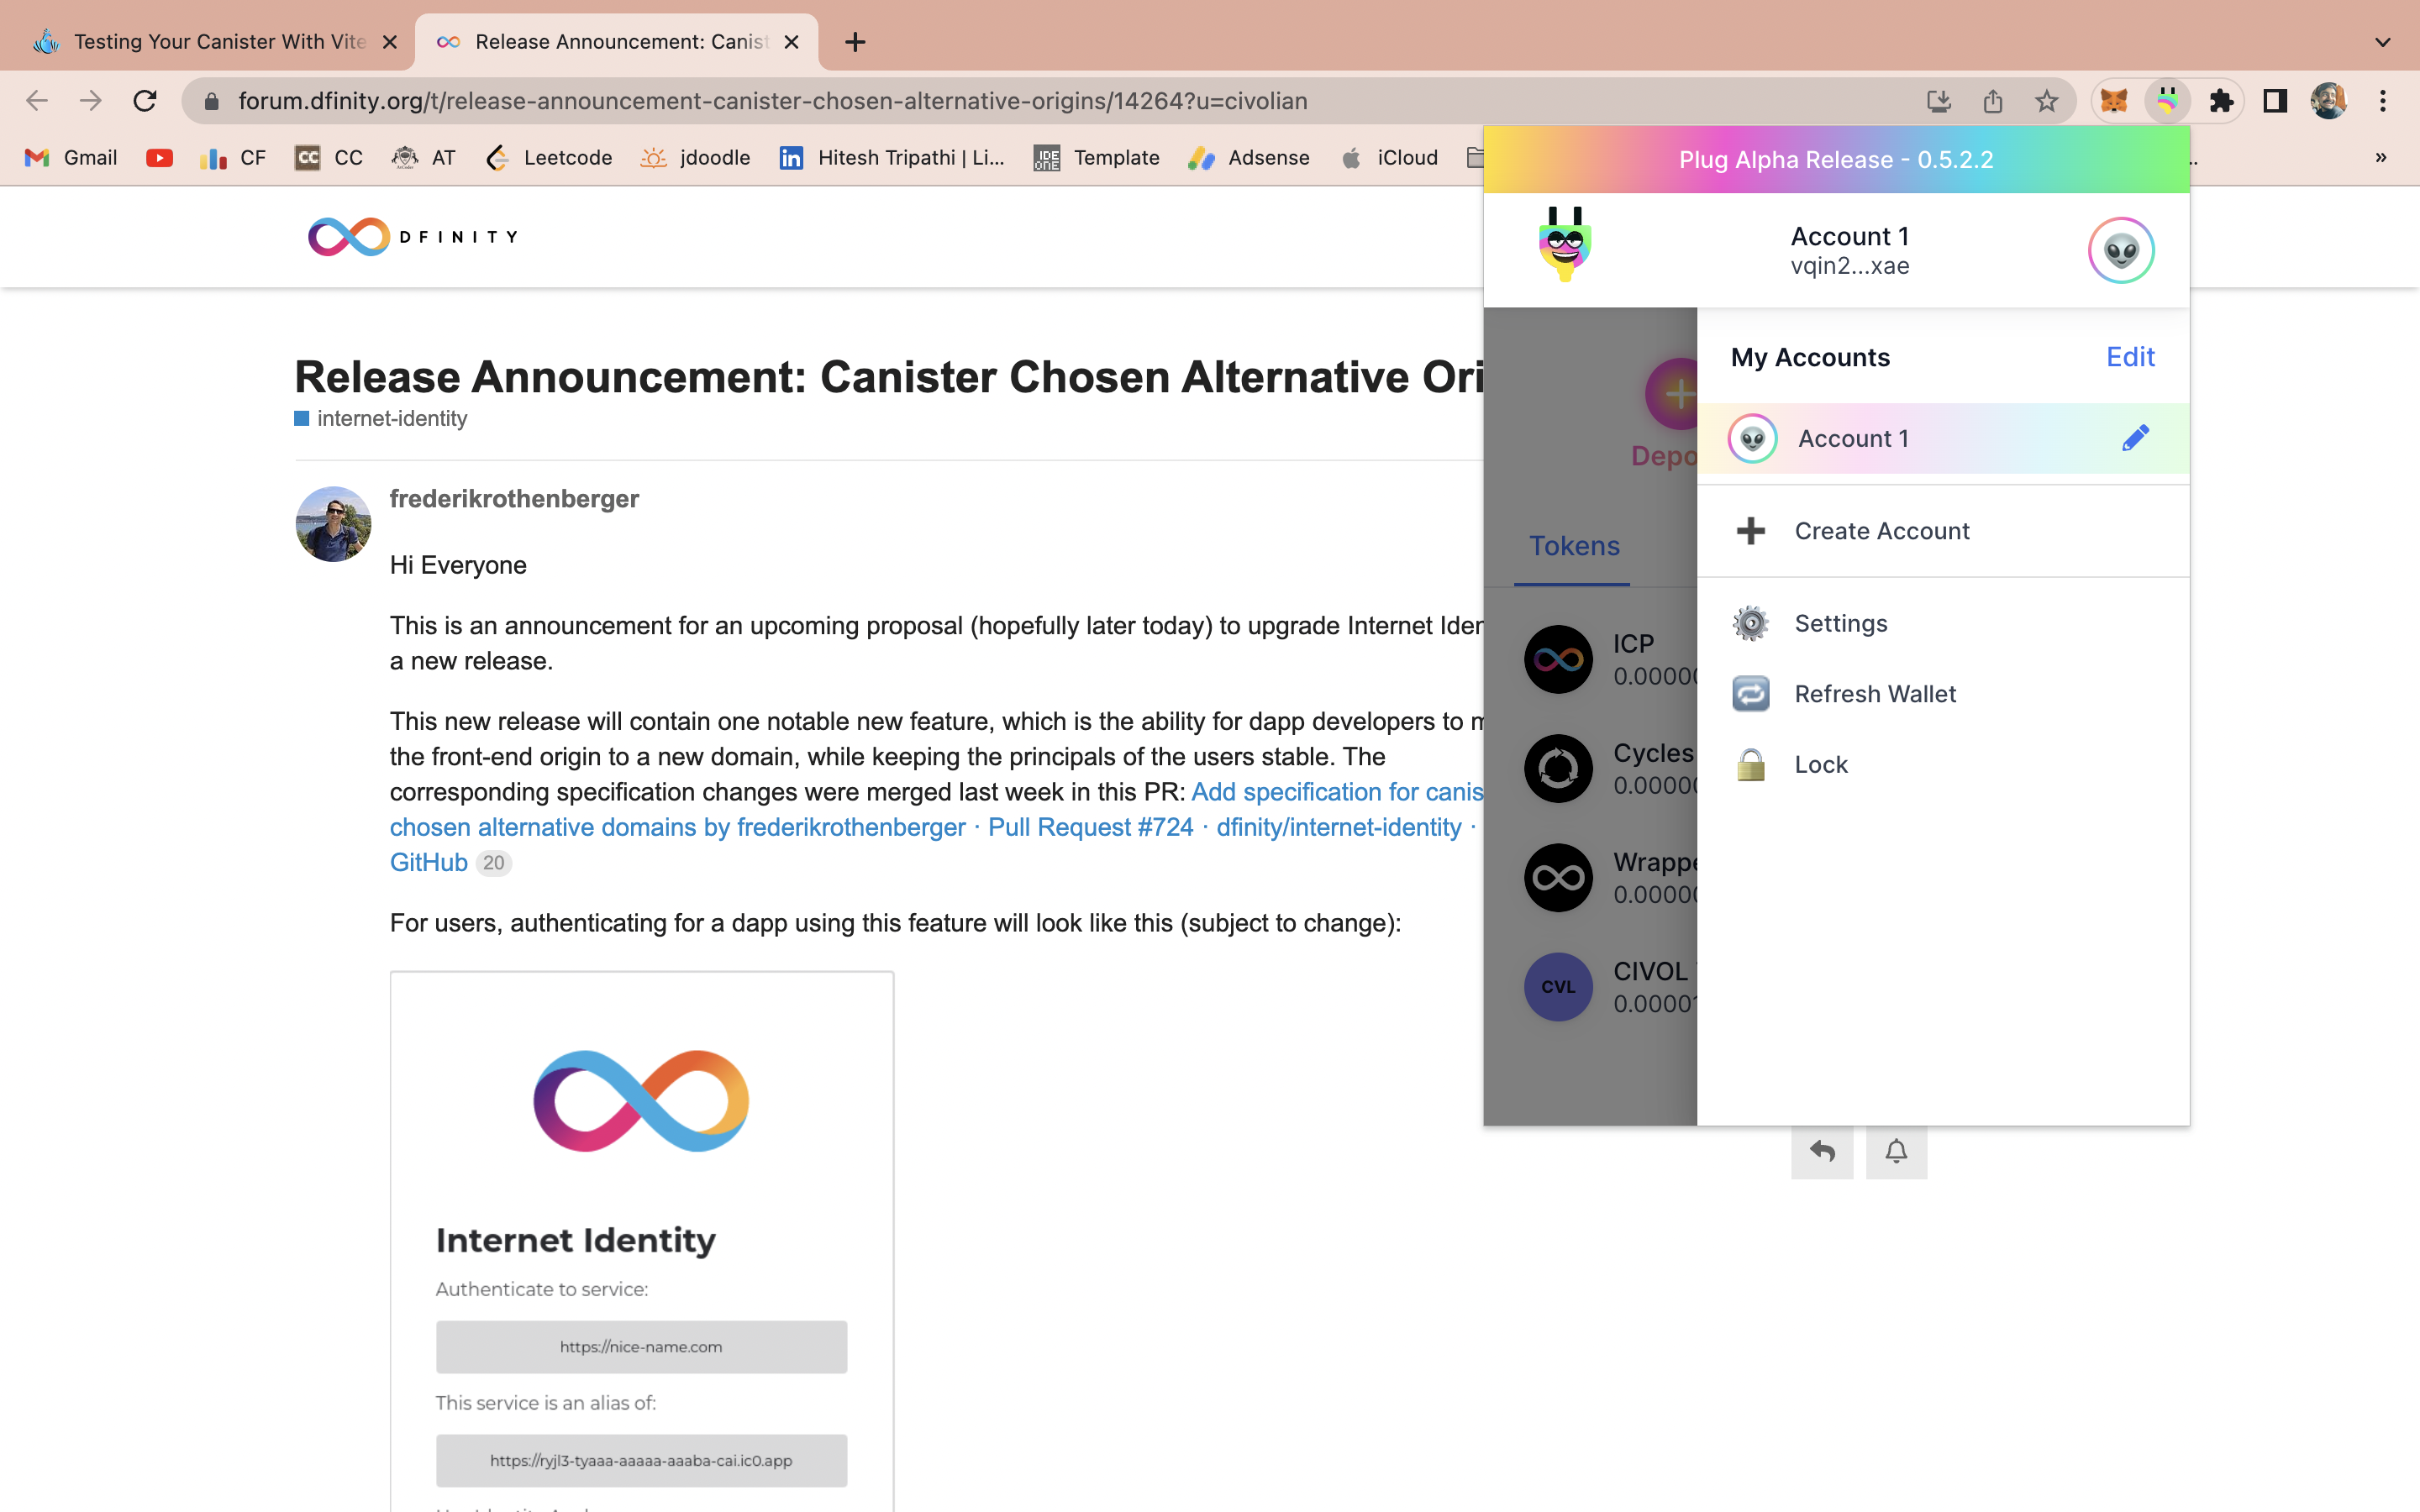 Testing Your Canister With Vite
Release Announcement: Canist
forum.dfinity.org/t/release-announcement-canister-chosen-alternative-origins/14264?u=civolian
Gmail
CF
CC CC
AT
Leetcode
jdoodle
in Hitesh Tripathi | Li...
IDE ONE Template
Adsense
iCloud
..
»
DFINITY
Release Announcement: Canister Chosen Alternative Ori
internet-identity
frederikrothenberger
Hi Everyone
This is an announcement for an upcoming proposal (hopefully later today) to upgrade Internet Iden
a new release.
This new release will contain one notable new feature, which is the ability for dapp developers to m
the front-end origin to a new domain, while keeping the principals of the users stable. The
corresponding specification changes were merged last week in this PR: Add specification for canis
chosen alternative domains by frederikrothenberger · Pull Request #724 · dfinity/internet-identity ·
GitHub 20
For users, authenticating for a dapp using this feature will look like this (subject to change):
Internet Identity
Authenticate to service:
https://nice-name.com
This service is an alias of:
https://ryjl3-tyaaa-aaaaa-aaaba-cai.ic0.app
Plug Alpha Release - 0.5.2.2
Account 1
vqin2...xae
Depo
Tokens
ICP
0.0000
Cycles
0.0000
Wrappe
0.0000
CVL
CIVOL
0.0000
My Accounts
Edit
Account 1
Create Account
Settings
Refresh Wallet
Lock